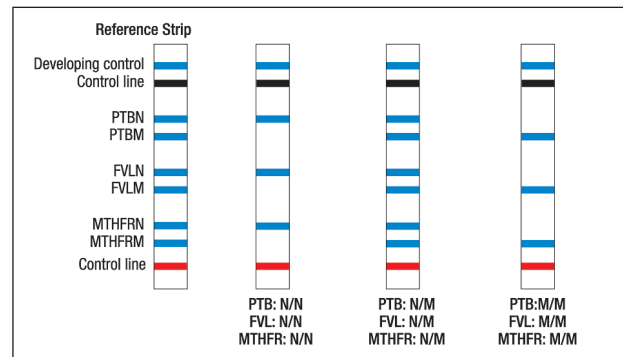 Reference Strip
Developing control
Control line
PTBN
PTBM
FVLN
FVLM
MTHFRN
MTHFRM
Control line
PTB: N/N
FVL: N/N
MTHFR: N/N
PTB: N/M
FVL: N/M
MTHFR: N/M
PTB:M/M
FVL: M/M
MTHFR: M/M